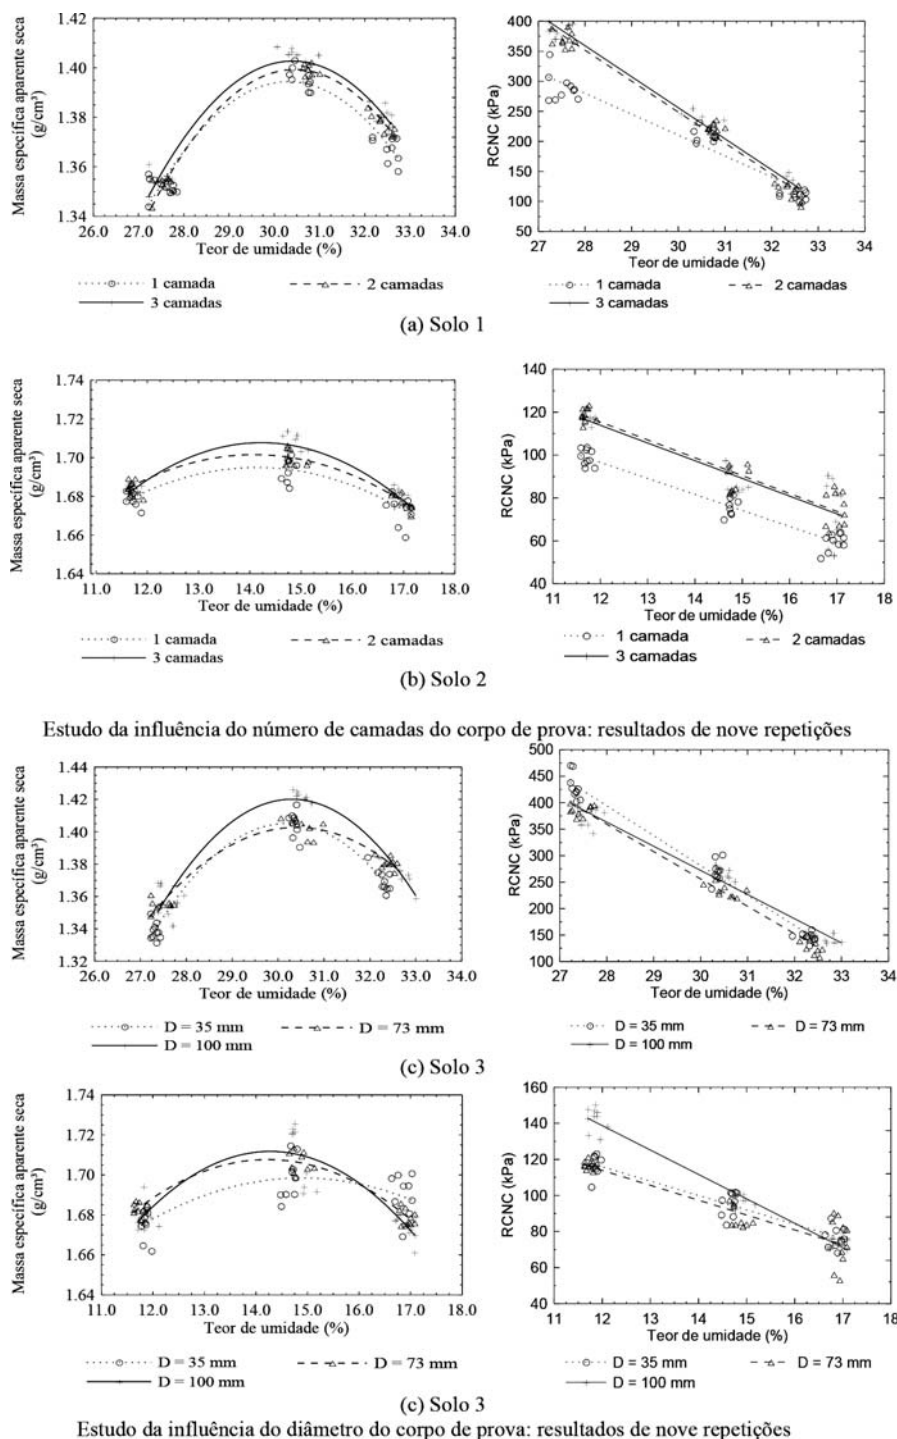 Massa específica aparente seca
(g/cm³)
1.42
1.40
1.38
1.36
1.34
26.0 27.0 28.0 29.0 30.0 31.0 32.0 33.0 34.0
Teor de umidade (%)
1 camada
2 camadas
3 camadas
RCNC (kPa)
400
350
300
250
200
150
100
50
27 28 29 30 31 32 33 34
Teor de umidade (%)
1 camada
2 camadas
3 camadas
(a) Solo 1
Massa específica aparente seca
(g/cm³)
1.74
1.72
1.70
1.68
1.66
1.64
11.0 12.0 13.0 14.0 15.0 16.0 17.0 18.0
Teor de umidade (%)
1 camada
2 camadas
3 camadas
RCNC (kPa)
140
120
100
80
60
40
11 12 13 14 15 16 17 18
Teor de umidade (%)
1 camada
2 camadas
3 camadas
(b) Solo 2
Estudo da influência do número de camadas do corpo de prova: resultados de nove repetições
Massa específica aparente seca
(g/cm³)
1.44
1.42
1.40
1.38
1.36
1.34
1.32
26.0 27.0 28.0 29.0 30.0 31.0 32.0 33.0 34.0
Teor de umidade (%)
D = 35 mm
D = 73 mm
D = 100 mm
RCNC (kPa)
500
450
400
350
300
250
200
150
100
27 28 29 30 31 32 33 34
Teor de umidade (%)
D = 35 mm
D = 73 mm
D = 100 mm
(c) Solo 3
Massa específica aparente seca
(g/cm³)
1.74
1.72
1.70
1.68
1.66
1.64
11.0 12.0 13.0 14.0 15.0 16.0 17.0 18.0
Teor de umidade (%)
D = 35 mm
D = 73 mm
D = 100 mm
RCNC (kPa)
160
140
120
100
80
60
40
11 12 13 14 15 16 17 18
Teor de umidade (%)
D = 35 mm
D = 73 mm
D = 100 mm
(c) Solo 3
Estudo da influência do diâmetro do corpo de prova: resultados de nove repetições